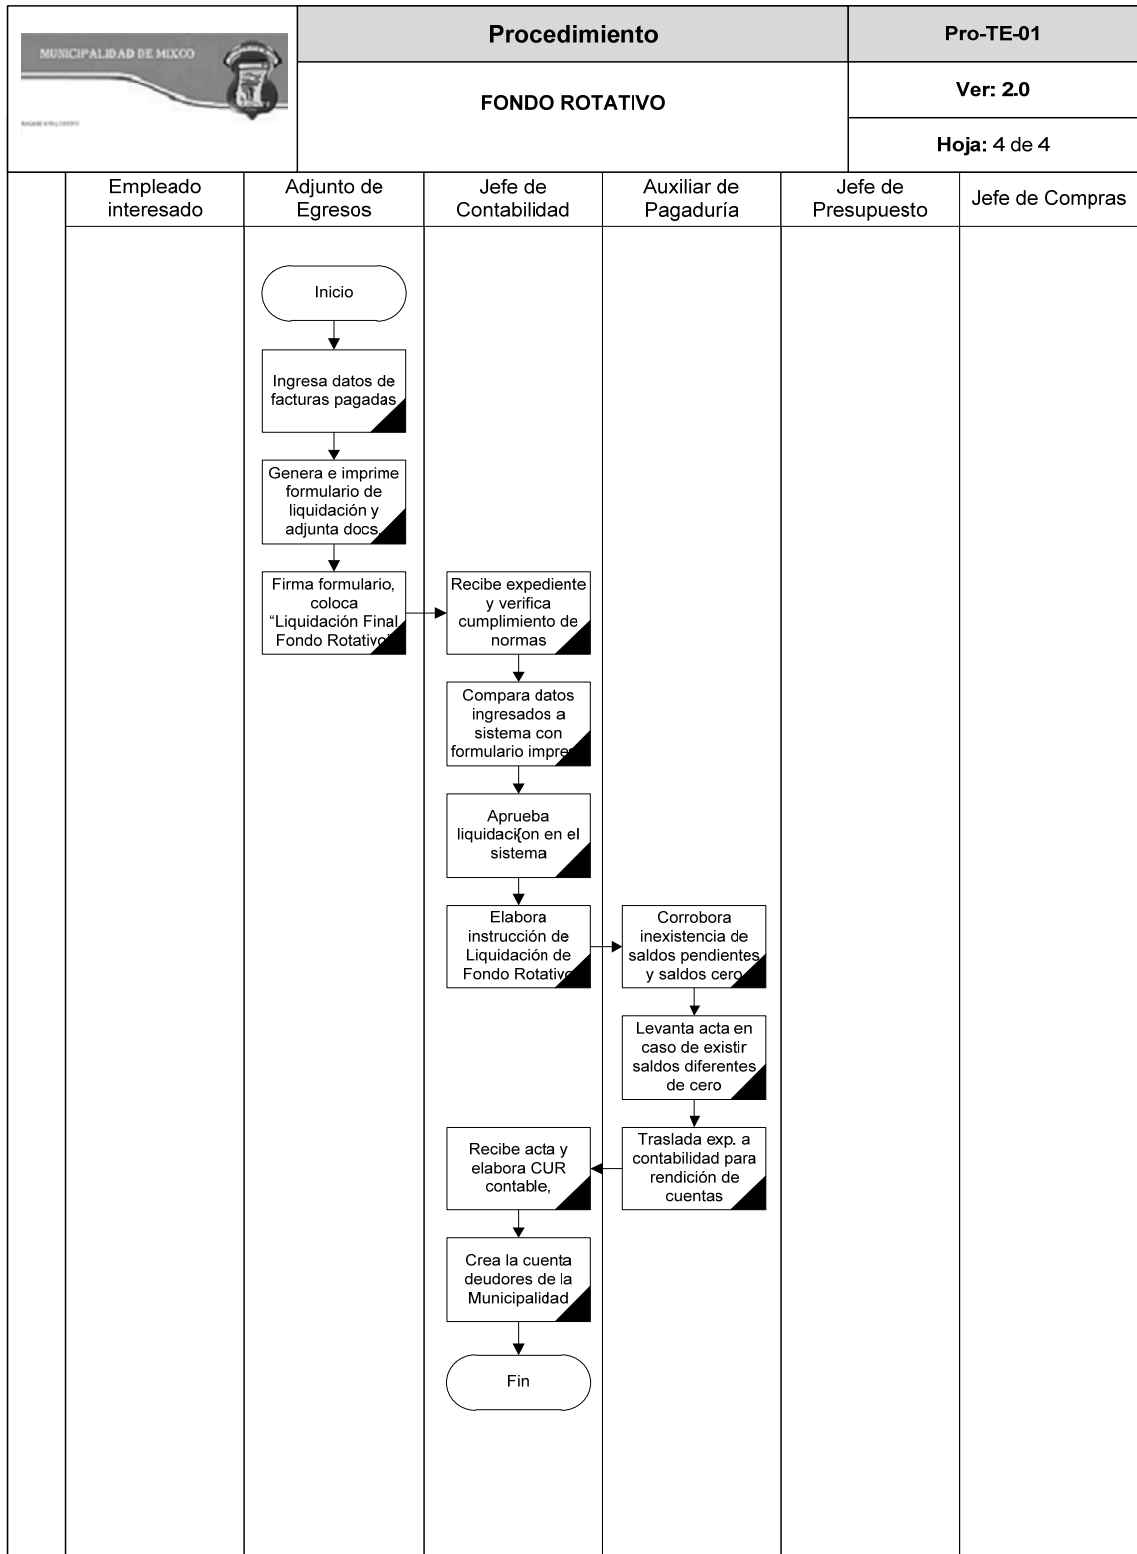 MUNICIPALIDAD DE MIXCO
Procedimiento
Pro-TE-01
FONDO ROTATIVO
Ver: 2.0
Hoja: 4 de 4
Empleado
interesado
Adjunto de
Egresos
Jefe de
Contabilidad
Auxiliar de
Pagaduría
Jefe de
Presupuesto
Jefe de Compras
Inicio
Ingresa datos de
facturas pagadas
Genera e imprime
formulario de
liquidación y
adjunta docs.
Firma formulario,
coloca
“Liquidación Final
Fondo Rotativo”
Recibe expediente
y verifica
cumplimiento de
normas
Compara datos
ingresados a
sistema con
formulario impre
Aprueba
liquidaci{on en el
sistema
Elabora
instrucción de
Liquidación de
Fondo Rotativo
Corrobora
inexistencia de
saldos pendientes
y saldos cero
Levanta acta en
caso de existir
saldos diferentes
de cero
Traslada exp. a
contabilidad para
rendición de
cuentas
Recibe acta y
elabora CUR
contable,
Crea la cuenta
deudores de la
Municipalidad
Fin